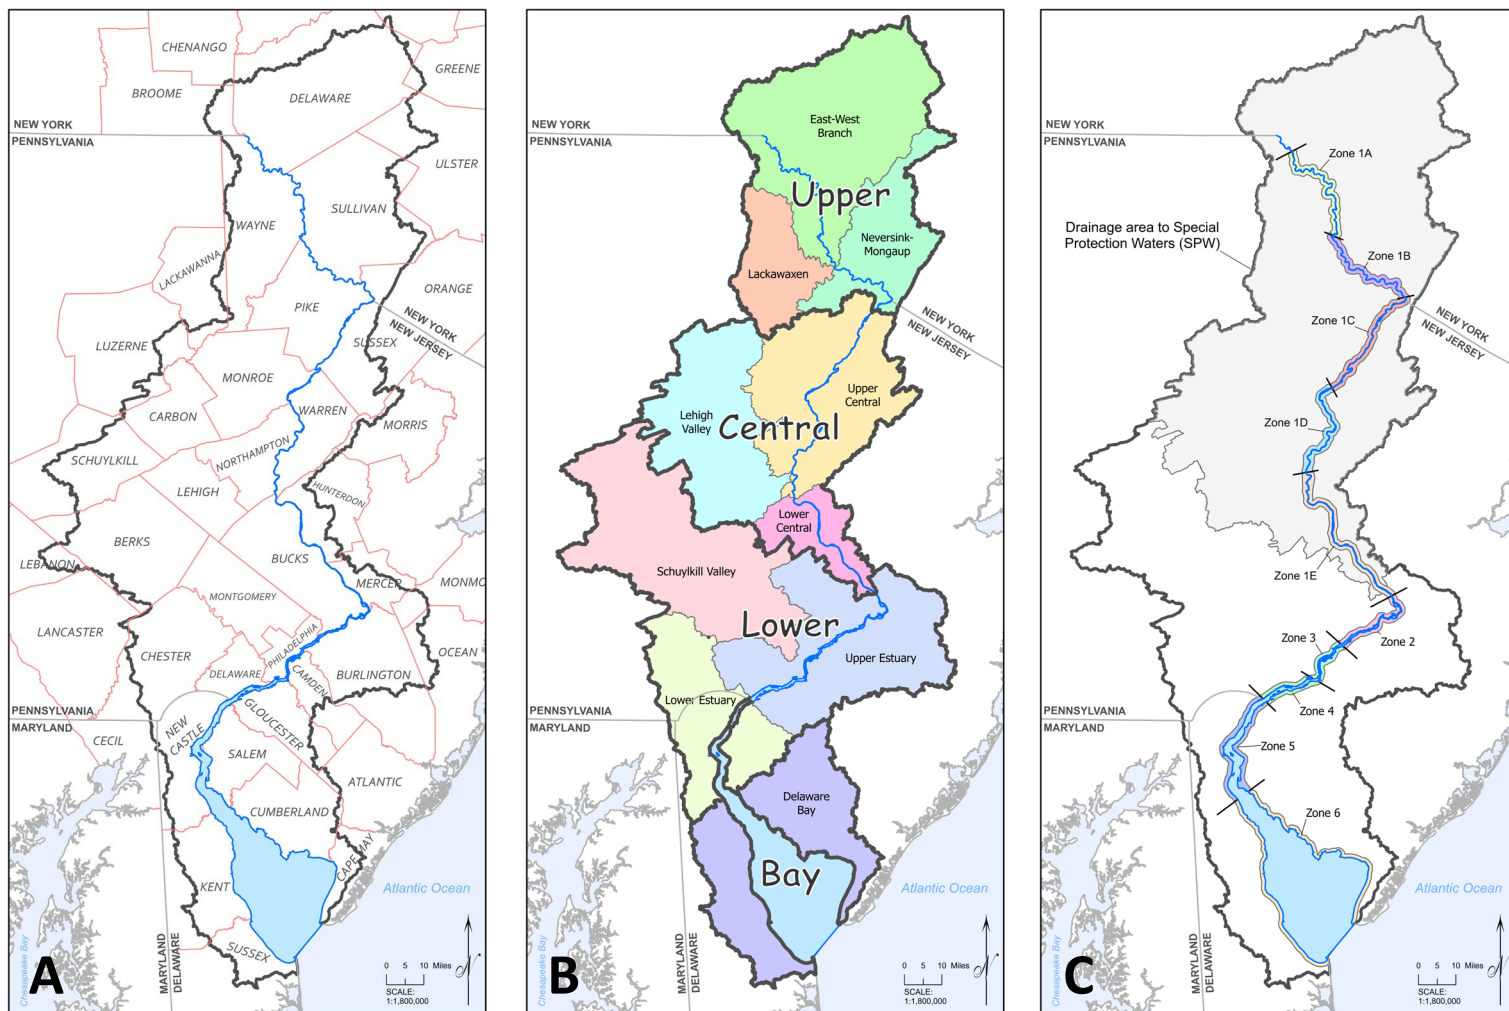 CHENANGO
GREENE
BROOME
DELAWARE
NEW YORK
PENNSYLVANIA
ULSTER
SULLIVAN
WAYNE
LACKAWANNA
ORANGE
PIKE
NEW YORK
NEW JERSEY
LUZERNE
SUSSEX
MONROE
CARBON
WARREN
MORRIS
NORTHAMPTON
SCHUYLKILL
LEHIGH
HUNTERDON
BERKS
BUCKS
LEBANON
MERCER
MONMO
MONTGOMERY
LANCASTER
PHILADELPHIA
CHESTER
OCEAN
DELAWARE
CAMDEN
BURLINGTON
PENNSYLVANIA
MARYLAND
NEW
CASTLE
GLOUCESTER
CECIL
SALEM
ATLANTIC
CUMBERLAND
CAPE MAY
KENT
Atlantic Ocean
SUSSEX
MARYLAND
DELAWARE
Chesapeake Bay
A
0 5 10 Miles
SCALE:
1:1,800,000
N
East-West
Branch
NEW YORK
PENNSYLVANIA
Upper
Neversink-
Mongaup
Lackawaxen
NEW YORK
NEW JERSEY
Upper
Central
Lehigh
Valley
Central
Lower
Central
Schuylkill Valley
Lower
Upper Estuary
Lower Estuary
PENNSYLVANIA
MARYLAND
Delaware
Bay
Bay
Atlantic Ocean
MARYLAND
DELAWARE
Chesapeake Bay
B
0 5 10 Miles
SCALE:
1:1,800,000
N
NEW YORK
PENNSYLVANIA
Zone 1A
Drainage area to Special
Protection Waters (SPW)
Zone 1B
NEW YORK
NEW JERSEY
Zone 1C
Zone 1D
Zone 1E
Zone 3
Zone 2
PENNSYLVANIA
MARYLAND
Zone 4
Zone 5
Zone 6
Atlantic Ocean
MARYLAND
DELAWARE
Chesapeake Bay
C
0 5 10 Miles
SCALE:
1:1,800,000
N